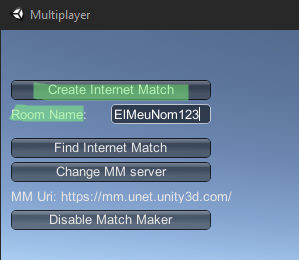 Multiplayer
Create Internet Match
Room Name: ElMeuNom123
Find Internet Match
Change MM server
MM Uri: https://mm.unet.unity3d.com/
Disable Match Maker